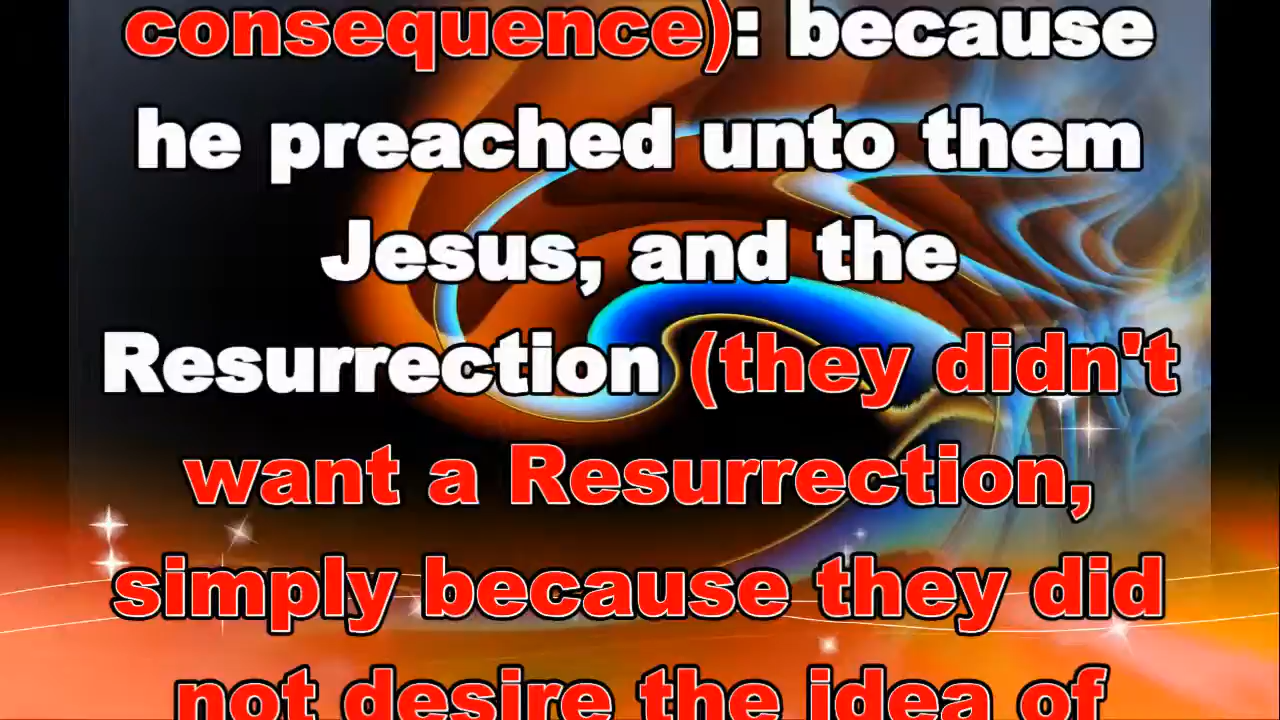 consequence): because
he preached unto them
Jesus, and the
Resurrection (they didn't
want a Resurrection,
simply because they did
not desire the idea of